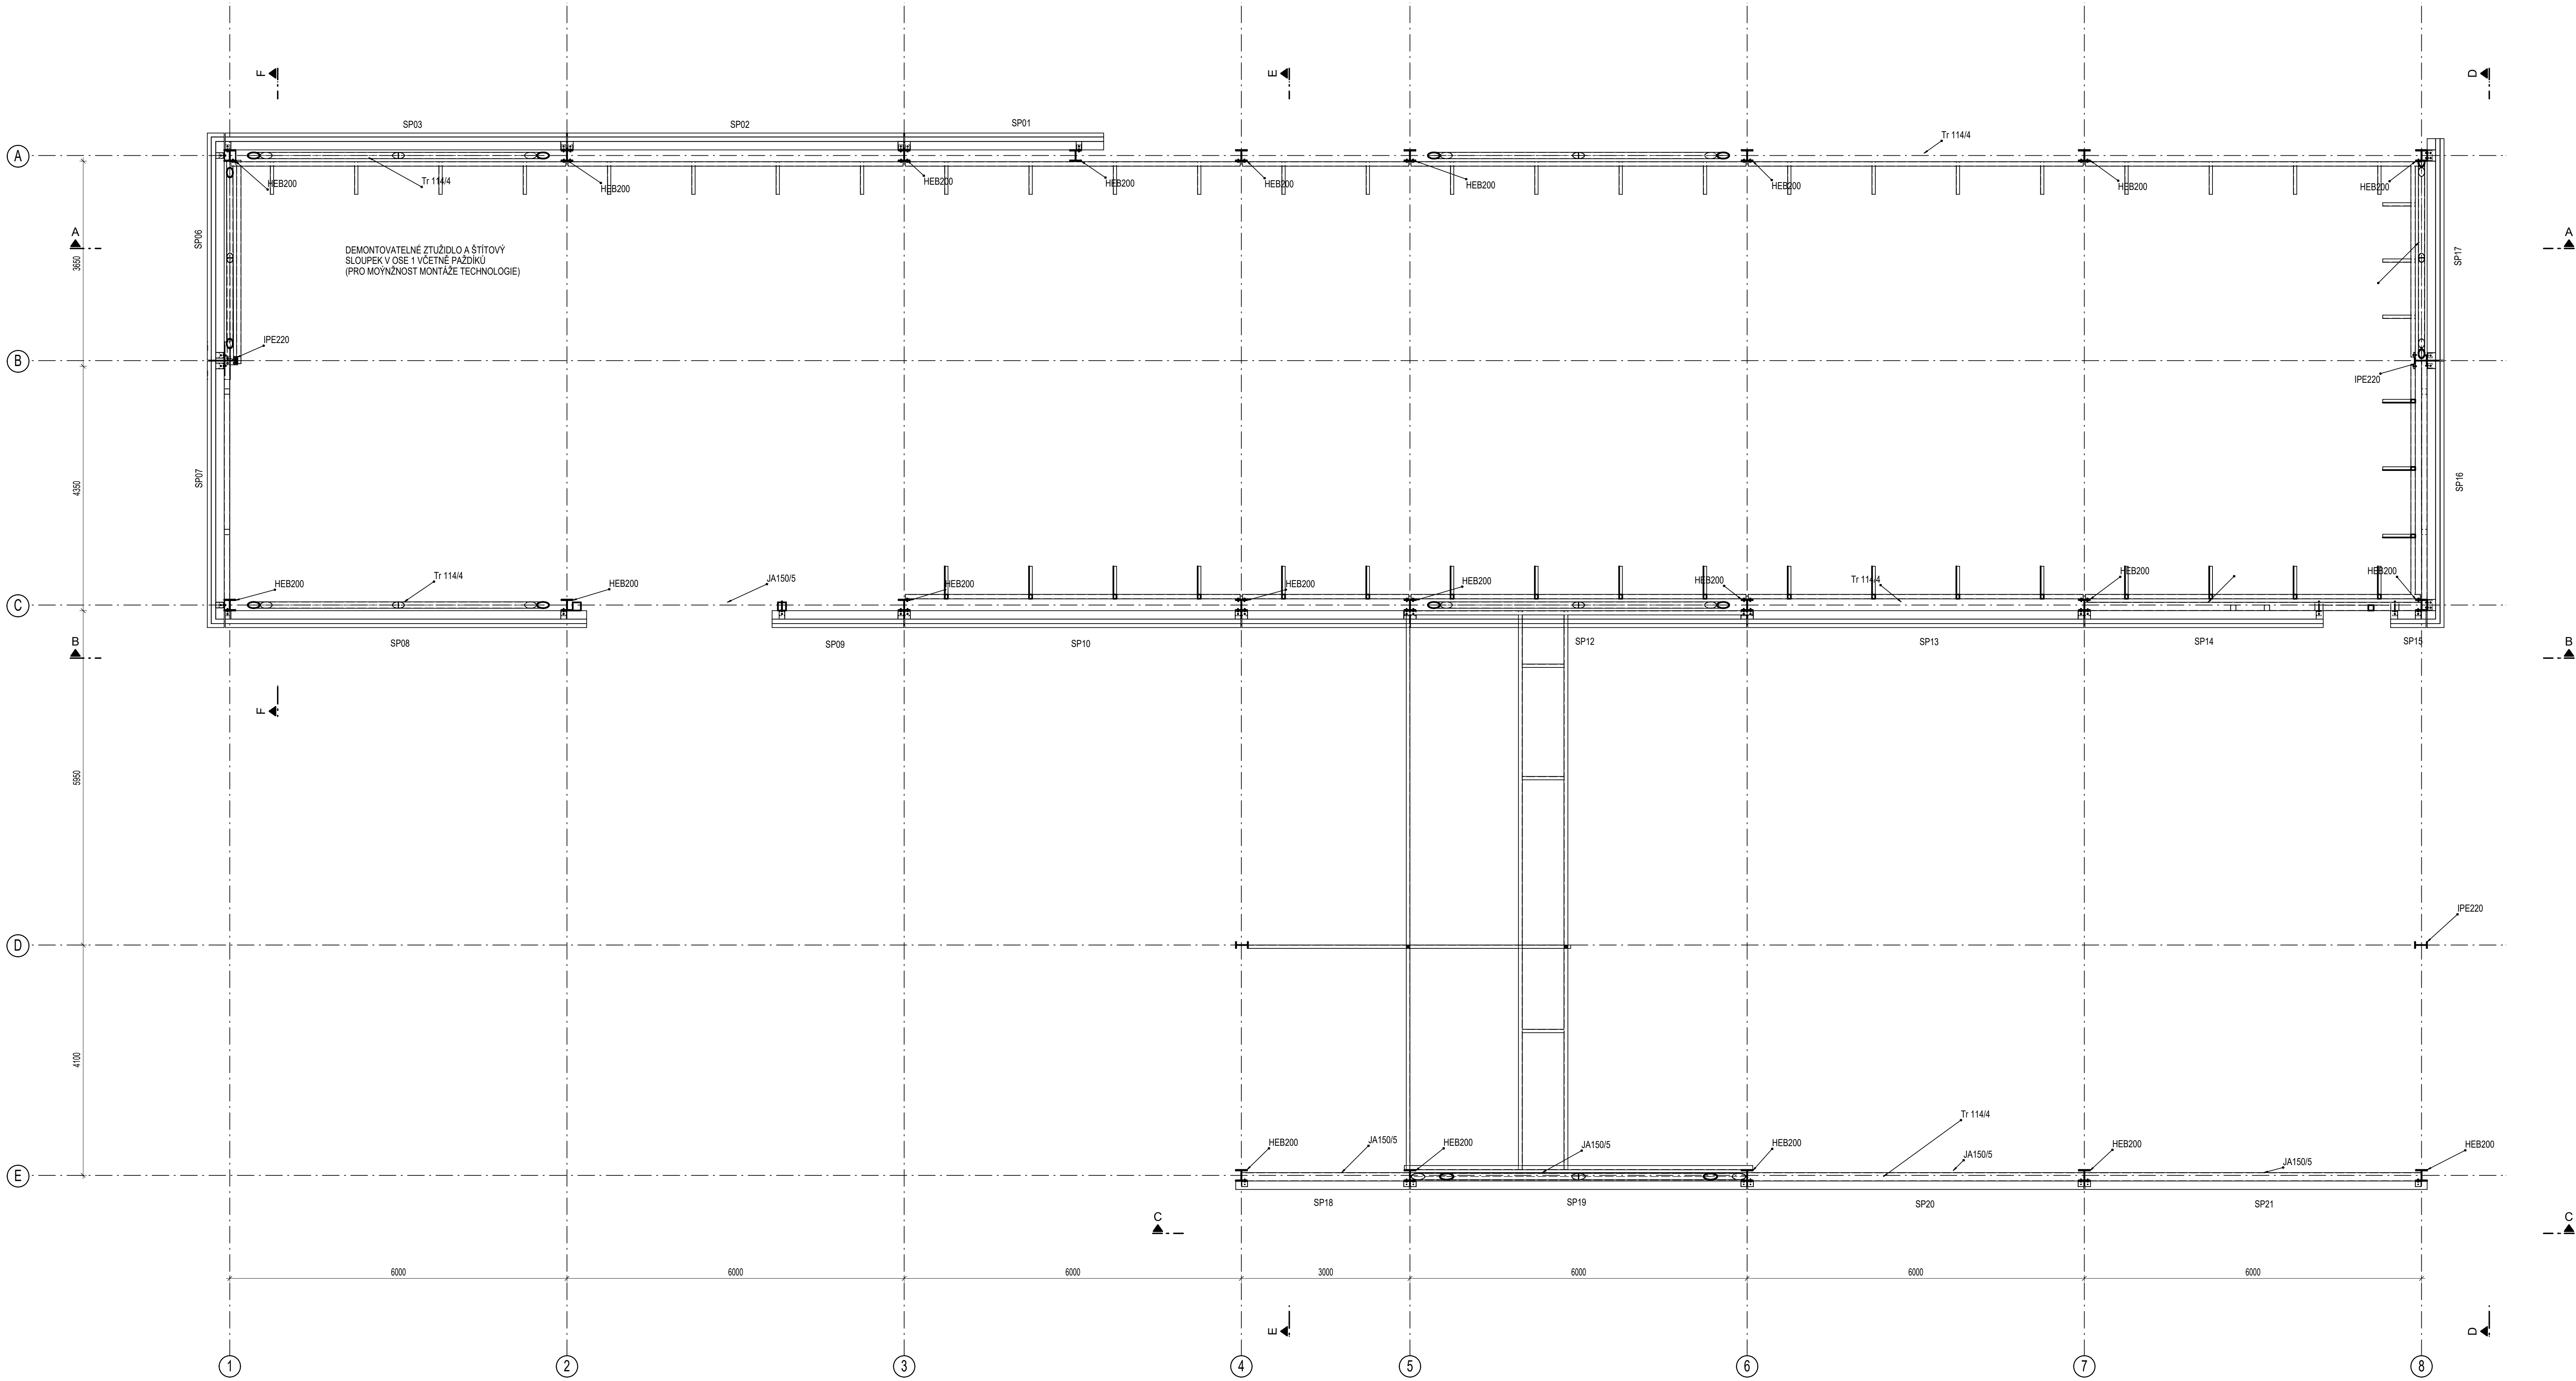 F E D
SP03 SP02 SP01
A
Tr 114/4
HEB200 Tr 114/4 HEB200 HEB200 HEB200 HEB200 HEB200 HEB200 HEB200 HEB200
A SP06 SP17 A
3650
DEMONTOVATELNÉ ZTUŽIDLO A ŠTÍTOVÝ
SLOUPEK V OSE 1 VČETNĚ PAŽDÍKŮ
(PRO MOÝNŽNOST MONTÁŽE TECHNOLOGIE)
IPE220
B
IPE220
4350 SP07 SP16
HEB200 Tr 114/4 HEB200 JA150/5 HEB200 HEB200 HEB200 HEB200 Tr 114/4 HEB200 HEB200
C
B SP08 SP09 SP10 SP12 SP13 SP14 SP15 B
F
5950
IPE220
D
4100
Tr 114/4
HEB200 JA150/5 HEB200 JA150/5 HEB200 JA150/5 HEB200 JA150/5 HEB200
E
SP18 SP19 SP20 SP21
C C
6000 6000 6000 3000 6000 6000 6000
E D
1 2 3 4 5 6 7 8